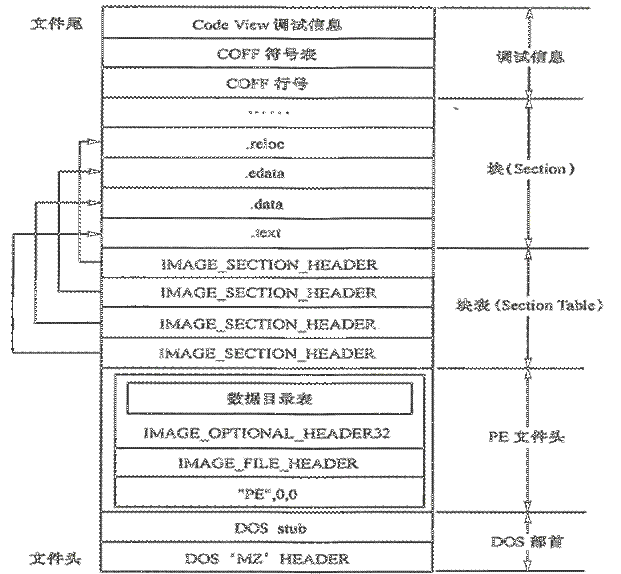 文件尾
Code View 调试信息
COFF 符号表
COFF 行号
调试信息
......
.reloc
.edata
.data
.text
块(Section)
IMAGE_SECTION_HEADER
IMAGE_SECTION_HEADER
IMAGE_SECTION_HEADER
IMAGE_SECTION_HEADER
块表(Section Table)
数据目录表
IMAGE_OPTIONAL_HEADER32
IMAGE_FILE_HEADER
"PE",0,0
PE 文件头
DOS stub
DOS "MZ" HEADER
DOS 部首
文件头